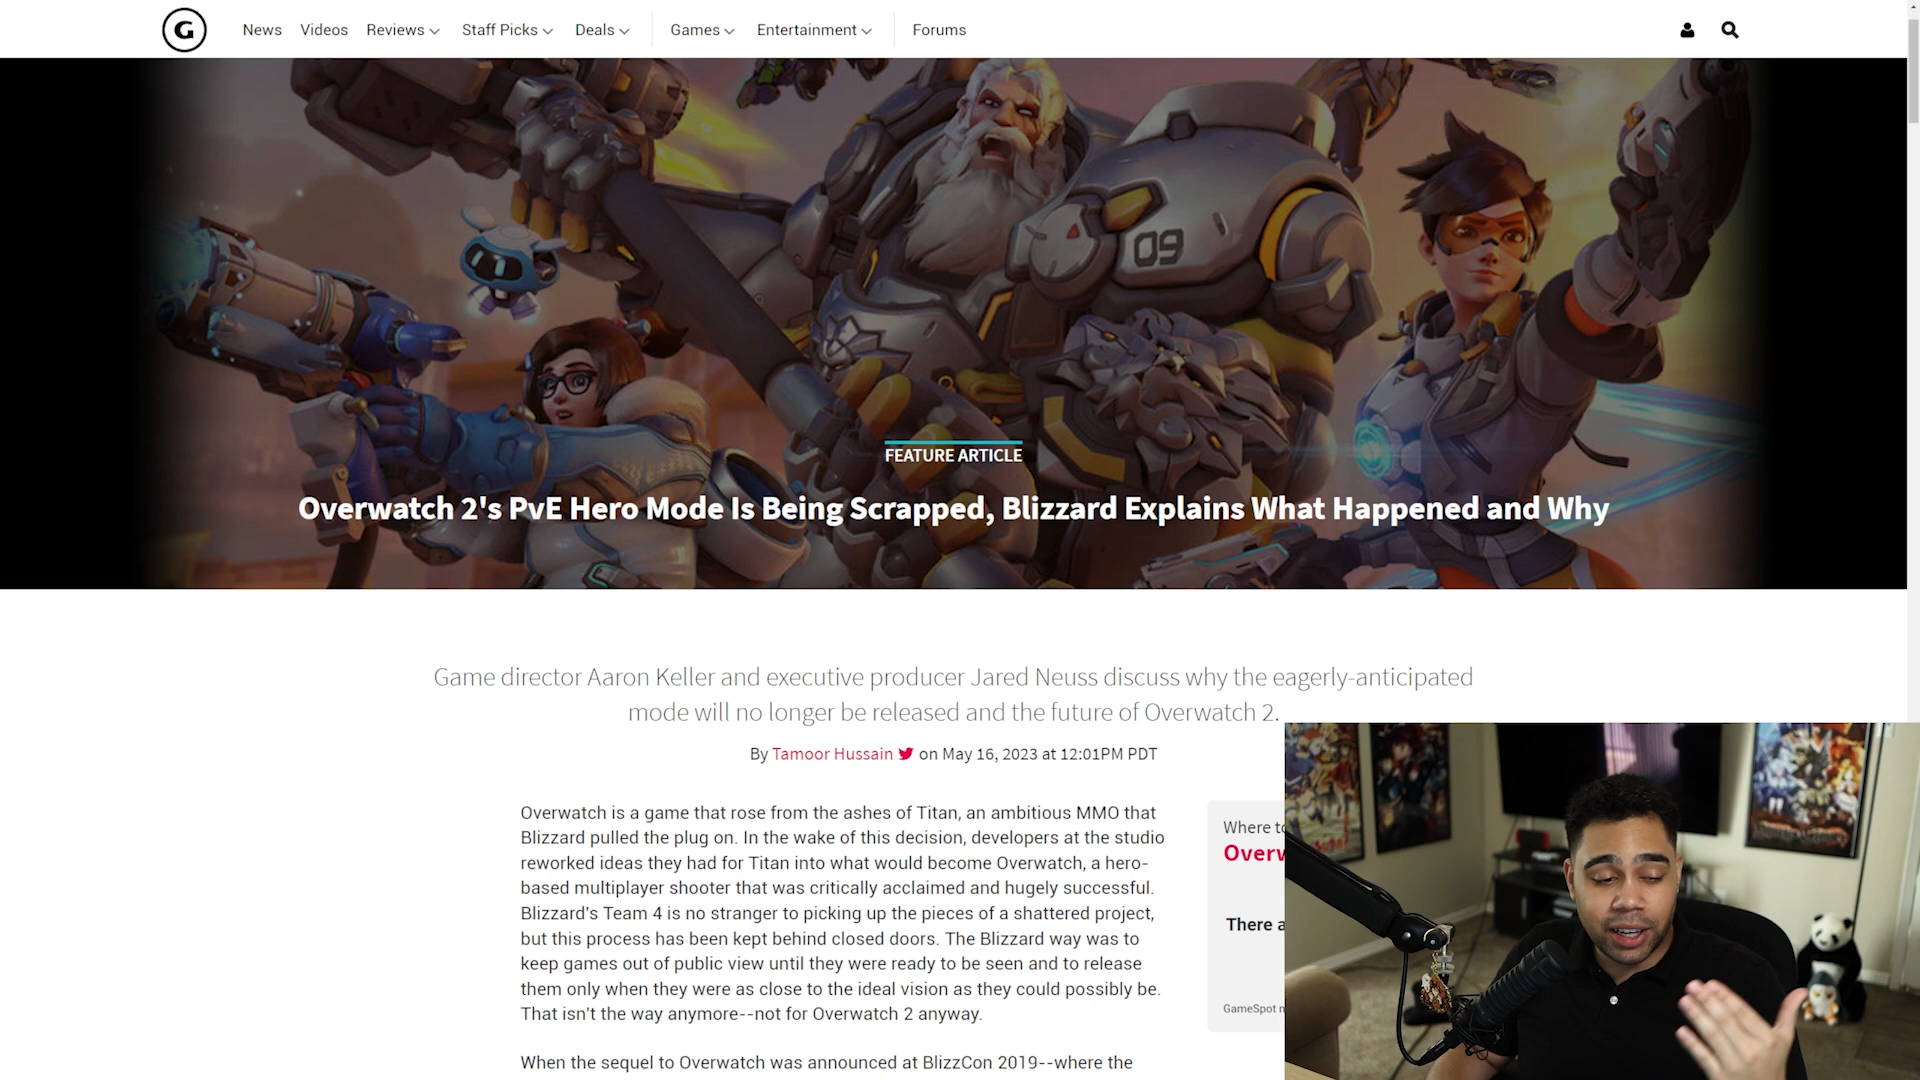 G
News Videos Reviews Staff Picks Deals Games Entertainment Forums
09
FEATURE ARTICLE
Overwatch 2's PvE Hero Mode Is Being Scrapped, Blizzard Explains What Happened and Why
Game director Aaron Keller and executive producer Jared Neuss discuss why the eagerly-anticipated
mode will no longer be released and the future of Overwatch 2.
By Tamoor Hussain on May 16, 2023 at 12:01PM PDT
Overwatch is a game that rose from the ashes of Titan, an ambitious MMO that
Blizzard pulled the plug on. In the wake of this decision, developers at the studio
reworked ideas they had for Titan into what would become Overwatch, a hero-
based multiplayer shooter that was critically acclaimed and hugely successful.
Blizzard's Team 4 is no stranger to picking up the pieces of a shattered project,
but this process has been kept behind closed doors. The Blizzard way was to
keep games out of public view until they were ready to be seen and to release
them only when they were as close to the ideal vision as they could possibly be.
That isn't the way anymore--not for Overwatch 2 anyway.
When the sequel to Overwatch was announced at BlizzCon 2019--where the
Where to
Overw
There a
GameSpot